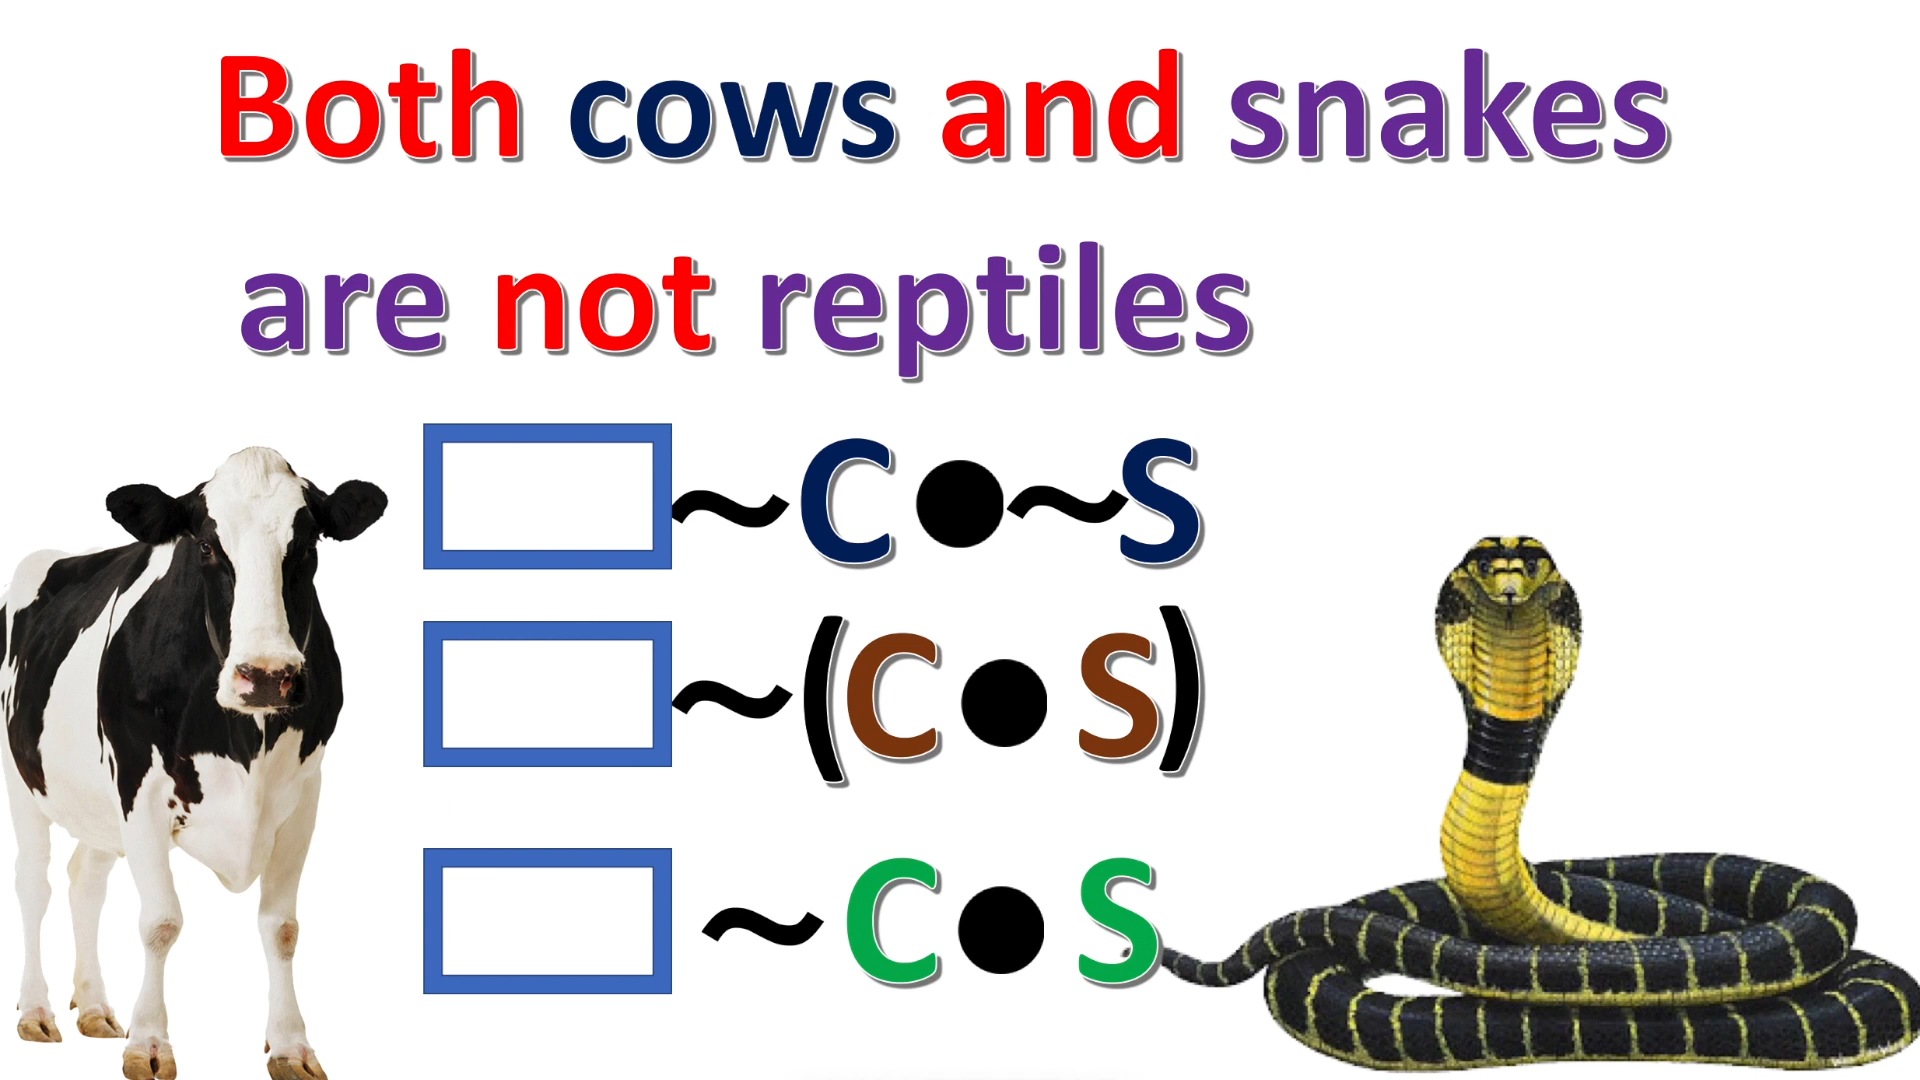 Both cows and snakes
are not reptiles
~C●~S
~(C●S)
~C●S